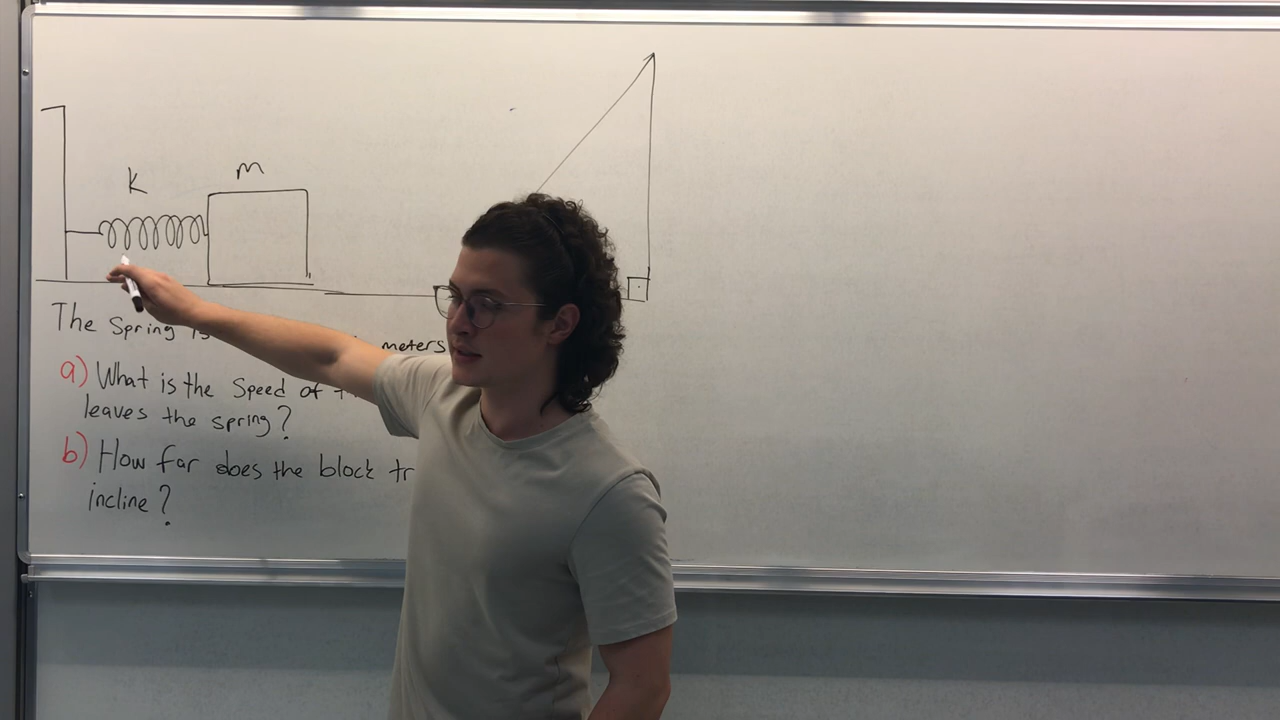 K
m
The Spring is meters
a) What is the Speed of
leaves the spring?
b) How far does the block tr
incline?